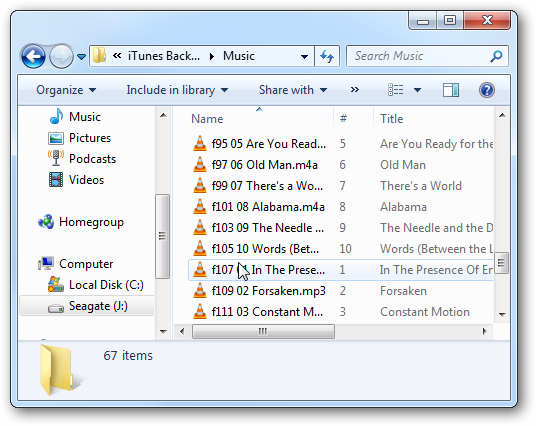 « iTunes Back... ▸ Music
Search Music
Organize Include in library Share with »
Music
Pictures
Podcasts
Videos
Homegroup
Computer
Local Disk (C:)
Seagate (J:)
Name # Title
f95 05 Are You Read... 5 Are You Ready for the
f97 06 Old Man.m4a 6 Old Man
f99 07 There's a Wo... 7 There's a World
f101 08 Alabama.m4a 8 Alabama
f103 09 The Needle ... 9 The Needle and the D
f105 10 Words (Bet... 10 Words (Between the L
f107 In The Prese... 1 In The Presence Of En
f109 02 Forsaken.mp3 2 Forsaken
f111 03 Constant M... 3 Constant Motion
67 items